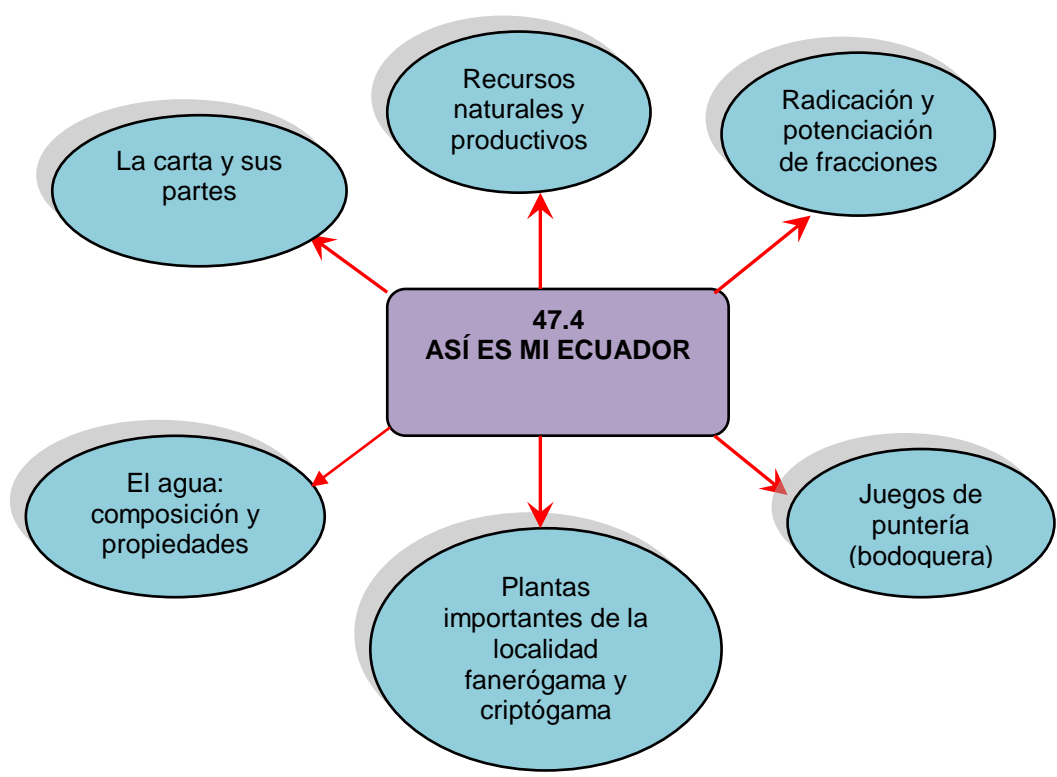 Recursos
naturales y
productivos
Radicación y
potenciación
de fracciones
La carta y sus
partes
47.4
ASÍ ES MI ECUADOR
El agua:
composición y
propiedades
Juegos de
puntería
(bodoquera)
Plantas
importantes de la
localidad
fanerógama y
criptógama